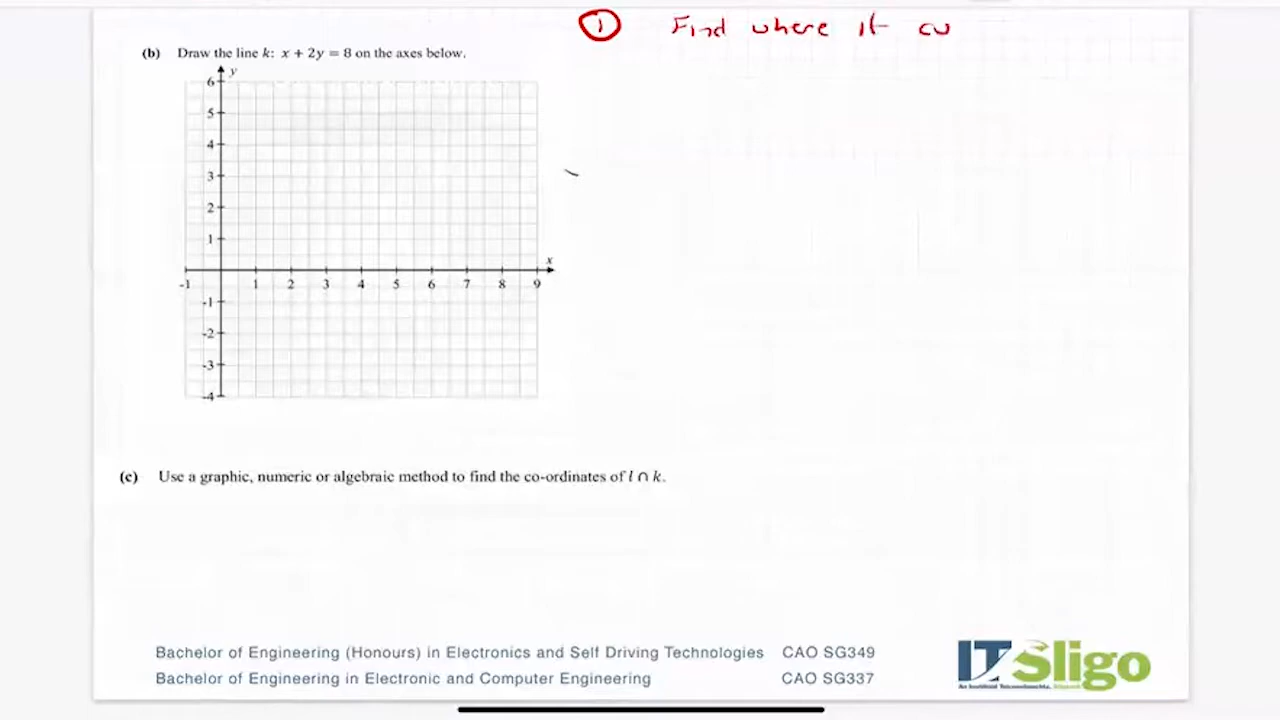 ① Find where it cu
(b) Draw the line k: x + 2y = 8 on the axes below.
y
6
5
4
3
2
1
x
-1 1 2 3 4 5 6 7 8 9
-1
-2
-3
-4
(c) Use a graphic, numeric or algebraic method to find the co-ordinates of l ∩ k.
Bachelor of Engineering (Honours) in Electronics and Self Driving Technologies CAO SG349
Bachelor of Engineering in Electronic and Computer Engineering CAO SG337
IT Sligo